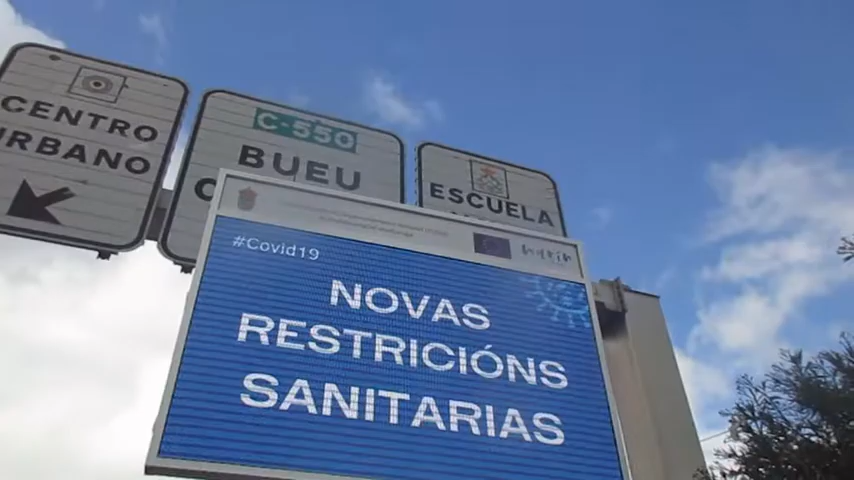 CENTRO
URBANO
C-550
BUEU
ESCUELA
#Covid19
NOVAS
RESTRICIÓNS
SANITARIAS